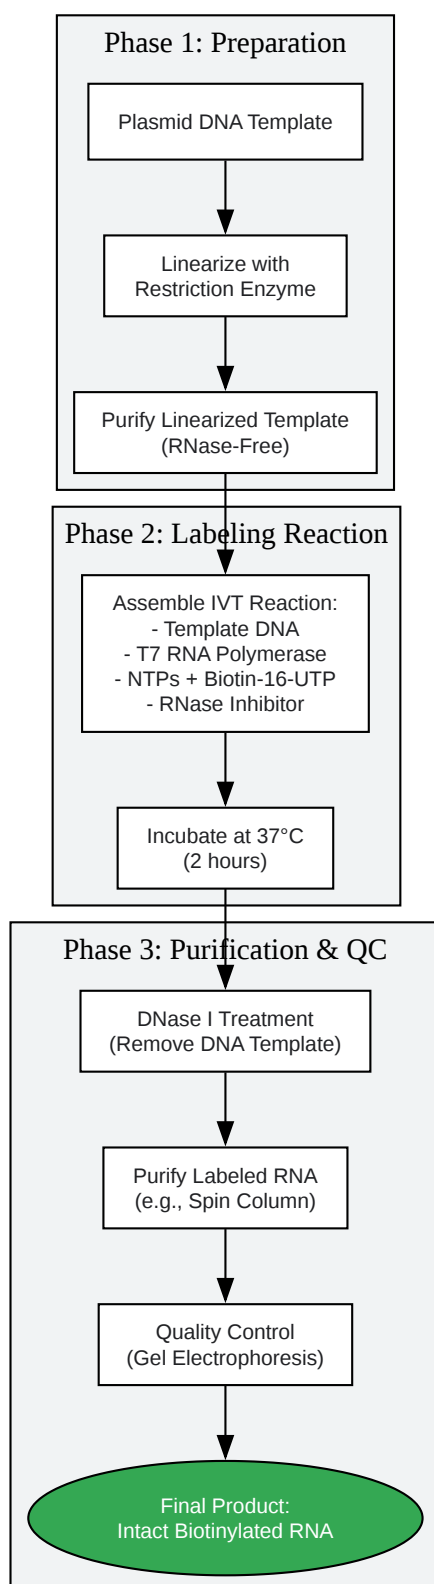 Phase 1: Preparation
Plasmid DNA Template
Linearize with
Restriction Enzyme
Purify Linearized Template
(RNase-Free)
Phase 2: Labeling Reaction
Assemble IVT Reaction:
- Template DNA
- T7 RNA Polymerase
- NTPs + Biotin-16-UTP
- RNase Inhibitor
Incubate at 37°C
(2 hours)
Phase 3: Purification & QC
DNase I Treatment
(Remove DNA Template)
Purify Labeled RNA
(e.g., Spin Column)
Quality Control
(Gel Electrophoresis)
Final Product:
Intact Biotinylated RNA